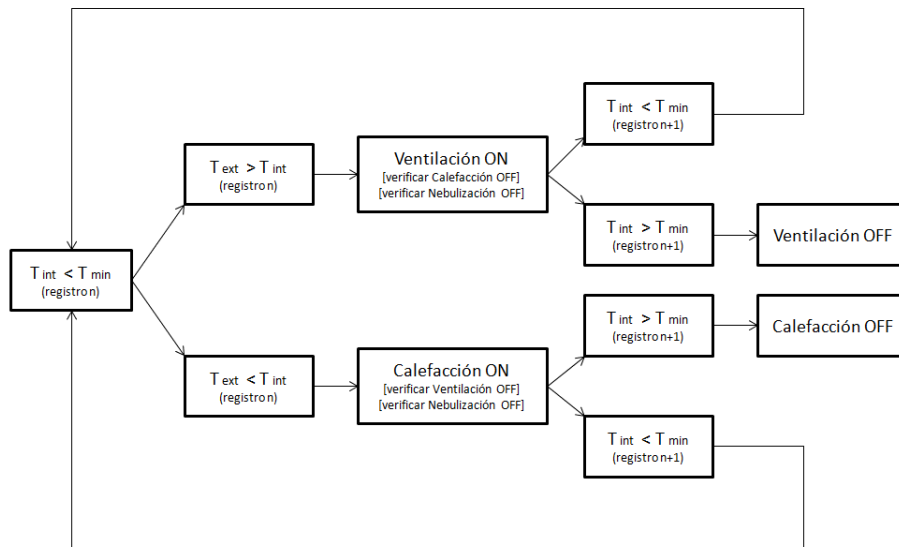 T int < T min
(registro n+1)
T ext > T int
(registro n)
Ventilación ON
[verificar Calefacción OFF]
[verificar Nebulización OFF]
T int > T min
(registro n+1)
Ventilación OFF
T int < T min
(registro n)
T int > T min
(registro n+1)
Calefacción OFF
T ext < T int
(registro n)
Calefacción ON
[verificar Ventilación OFF]
[verificar Nebulización OFF]
T int < T min
(registro n+1)